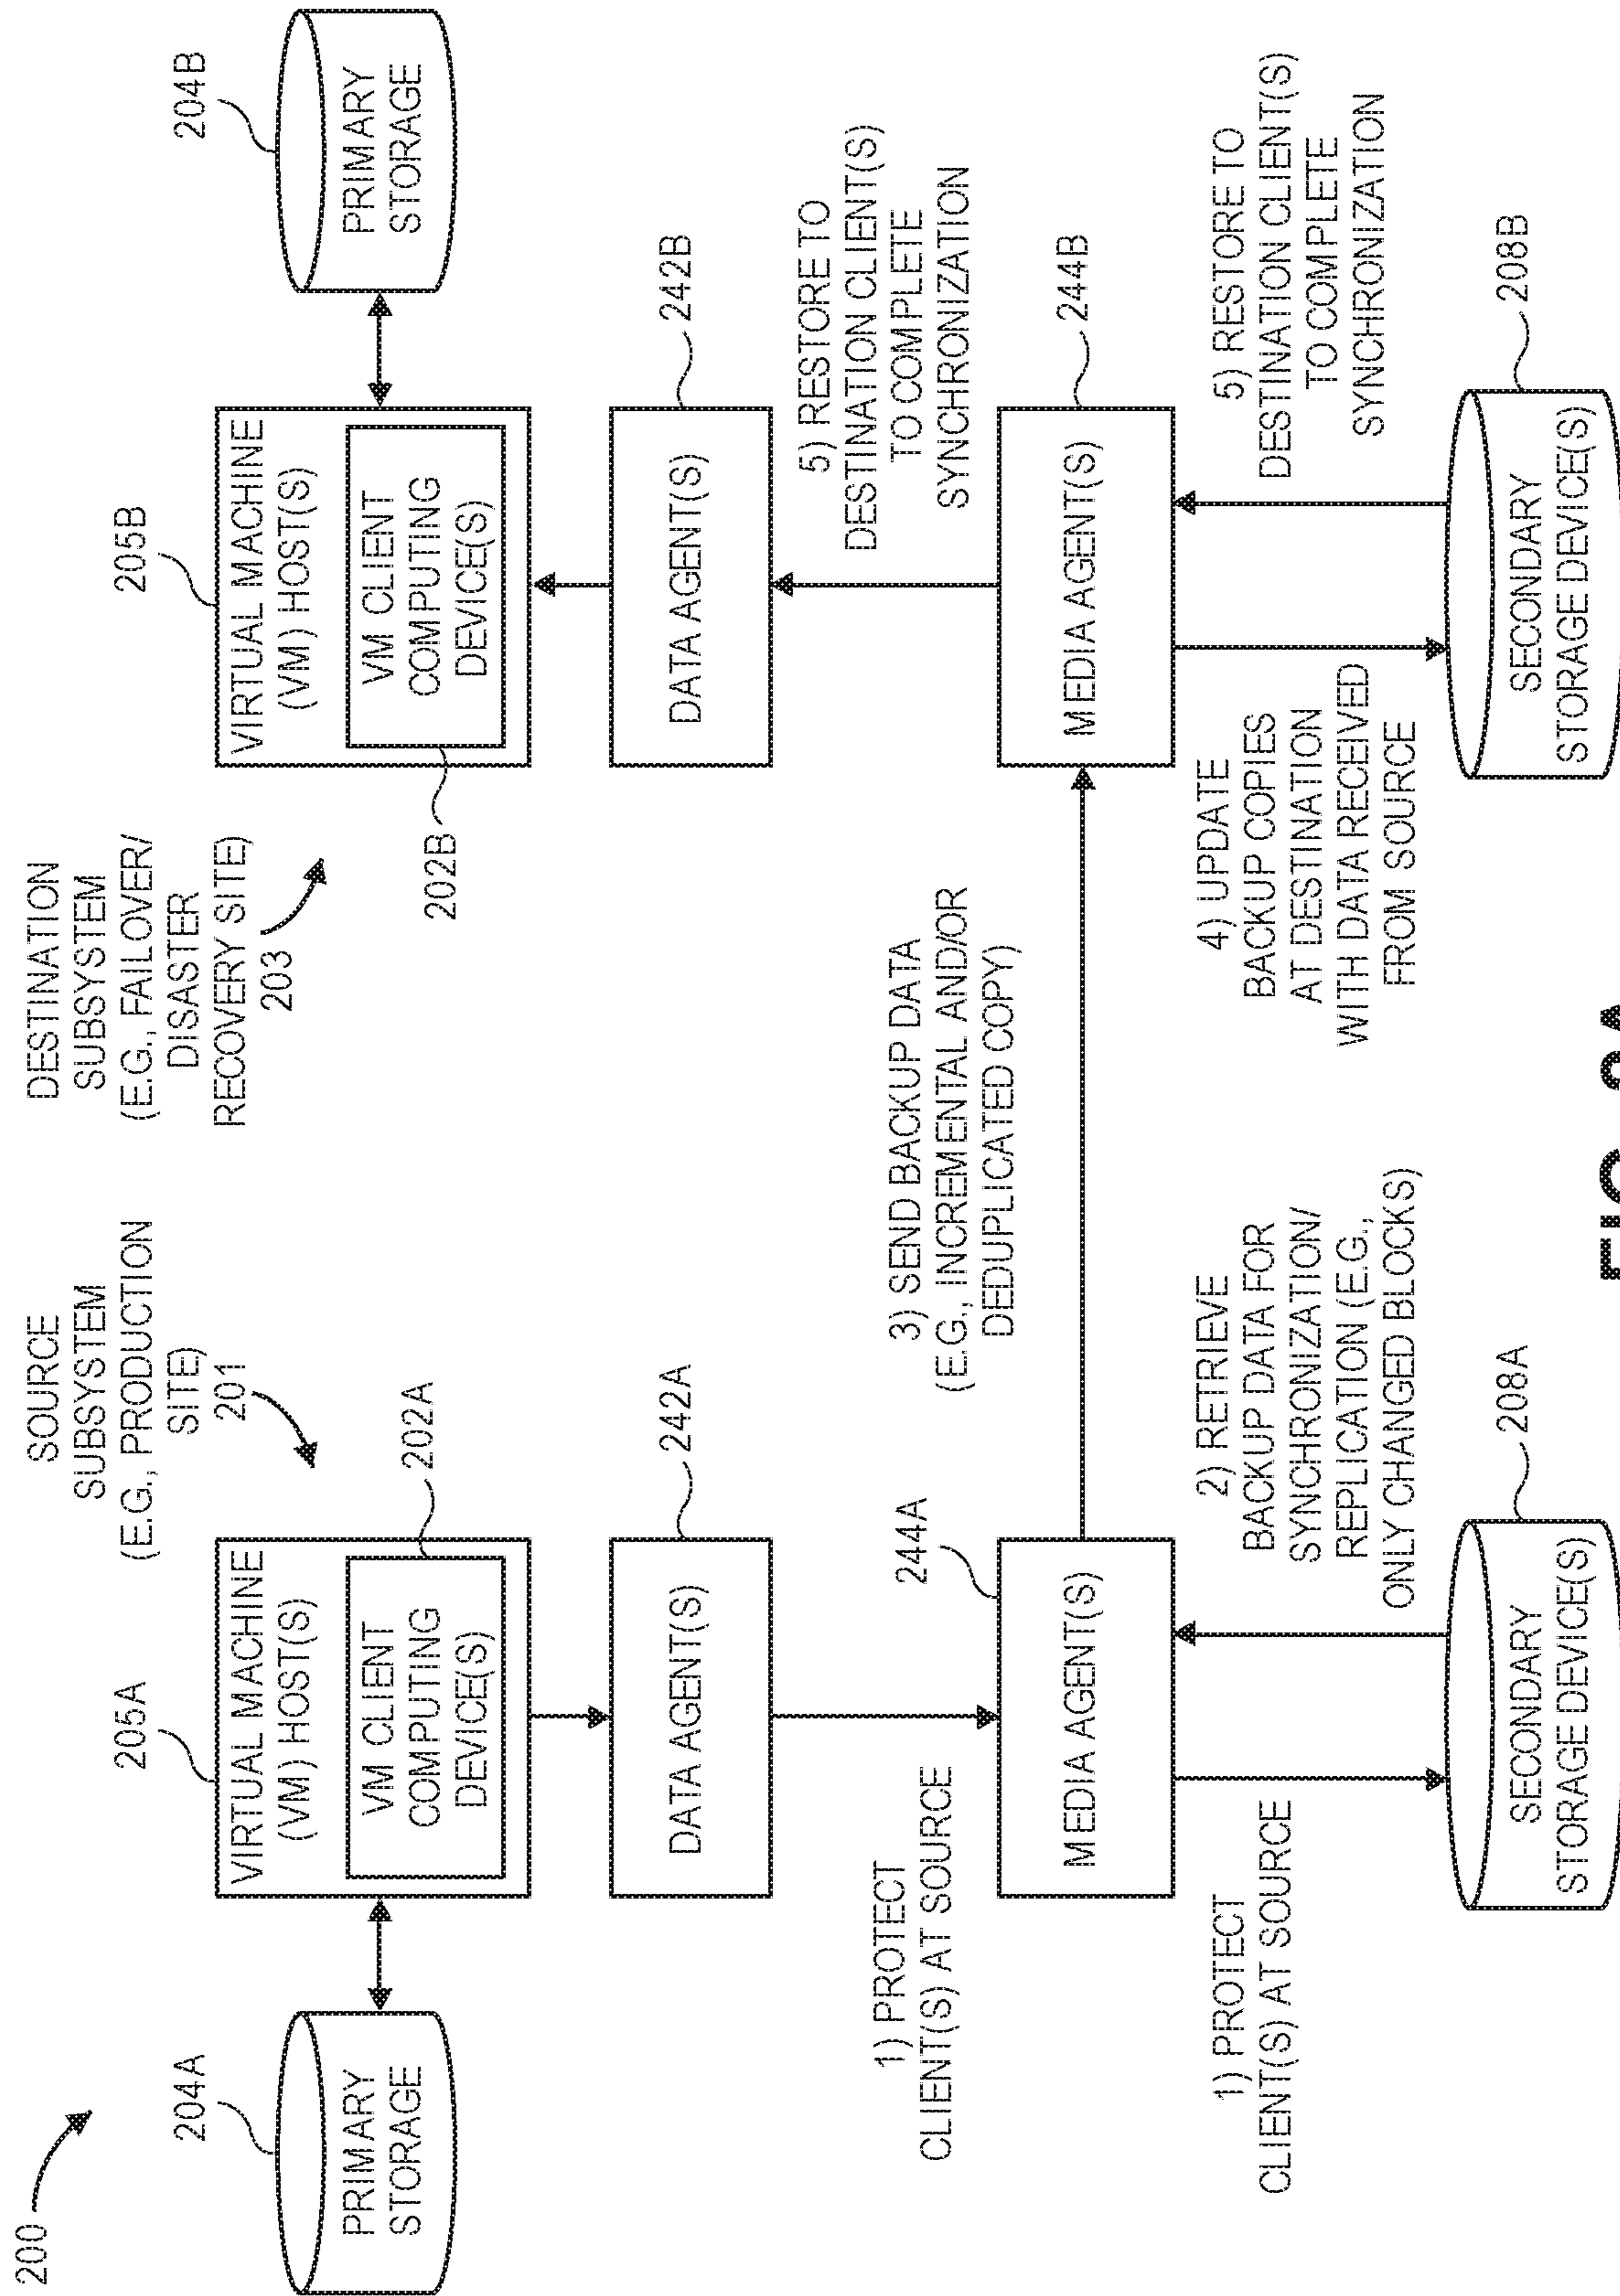 200
SOURCE
SUBSYSTEM
(E.G., PRODUCTION
SITE)
201
DESTINATION
SUBSYSTEM
(E.G., FAILOVER/
DISASTER
RECOVERY SITE)
203
204A
PRIMARY
STORAGE
205A
VIRTUAL MACHINE
(VM) HOST(S)
VM CLIENT
COMPUTING
DEVICE(S)
202A
205B
VIRTUAL MACHINE
(VM) HOST(S)
VM CLIENT
COMPUTING
DEVICE(S)
202B
204B
PRIMARY
STORAGE
DATA AGENT(S)
242A
DATA AGENT(S)
242B
1) PROTECT
CLIENT(S) AT SOURCE
244A
3) SEND BACKUP DATA
(E.G., INCREMENTAL AND/OR
DEDUPLICATED COPY)
5) RESTORE TO
DESTINATION CLIENT(S)
TO COMPLETE
SYNCHRONIZATION
MEDIA AGENT(S)
MEDIA AGENT(S)
244B
1) PROTECT
CLIENT(S) AT SOURCE
2) RETRIEVE
BACKUP DATA FOR
SYNCHRONIZATION/
REPLICATION (E.G.,
ONLY CHANGED BLOCKS)
4) UPDATE
BACKUP COPIES
AT DESTINATION
WITH DATA RECEIVED
FROM SOURCE
5) RESTORE TO
DESTINATION CLIENT(S)
TO COMPLETE
SYNCHRONIZATION
SECONDARY
STORAGE DEVICE(S)
208A
SECONDARY
STORAGE DEVICE(S)
208B